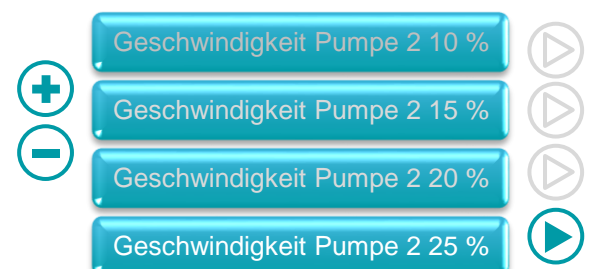 Geschwindigkeit Pumpe 2 10 %
Geschwindigkeit Pumpe 2 15 %
Geschwindigkeit Pumpe 2 20 %
Geschwindigkeit Pumpe 2 25 %